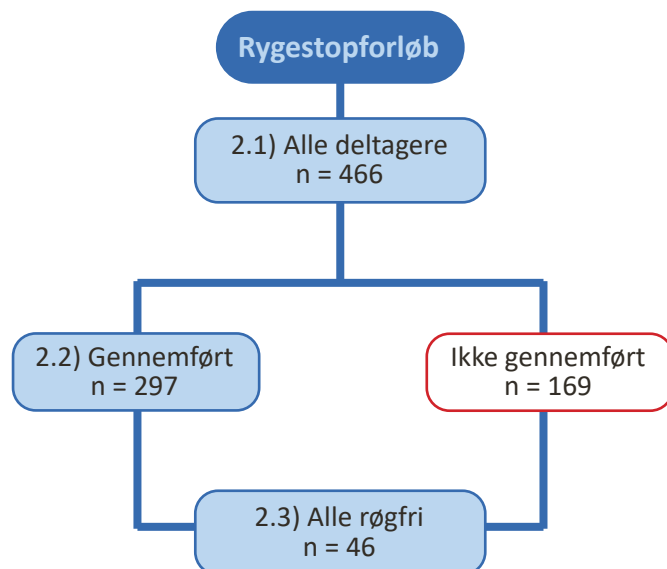 Rygestopforløb
2.1) Alle deltagere
n = 466
2.2) Gennemført
n = 297
Ikke gennemført
n = 169
2.3) Alle røgfri
n = 46